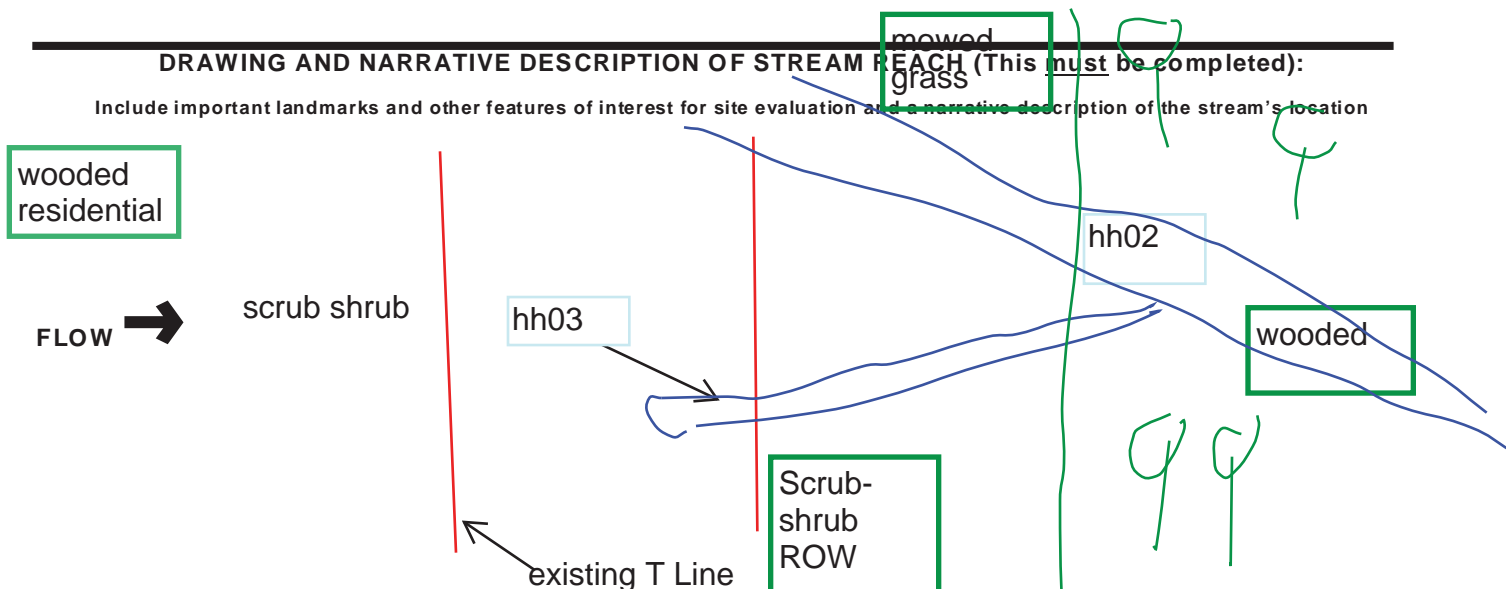 mowed
grass
DRAWING AND NARRATIVE DESCRIPTION OF STREAM REACH (This must be completed):
Include important landmarks and other features of interest for site evaluation and a narrative description of the stream's location
wooded
residential
hh02
scrub shrub
hh03
FLOW
wooded
Scrub-
shrub
ROW
existing T Line